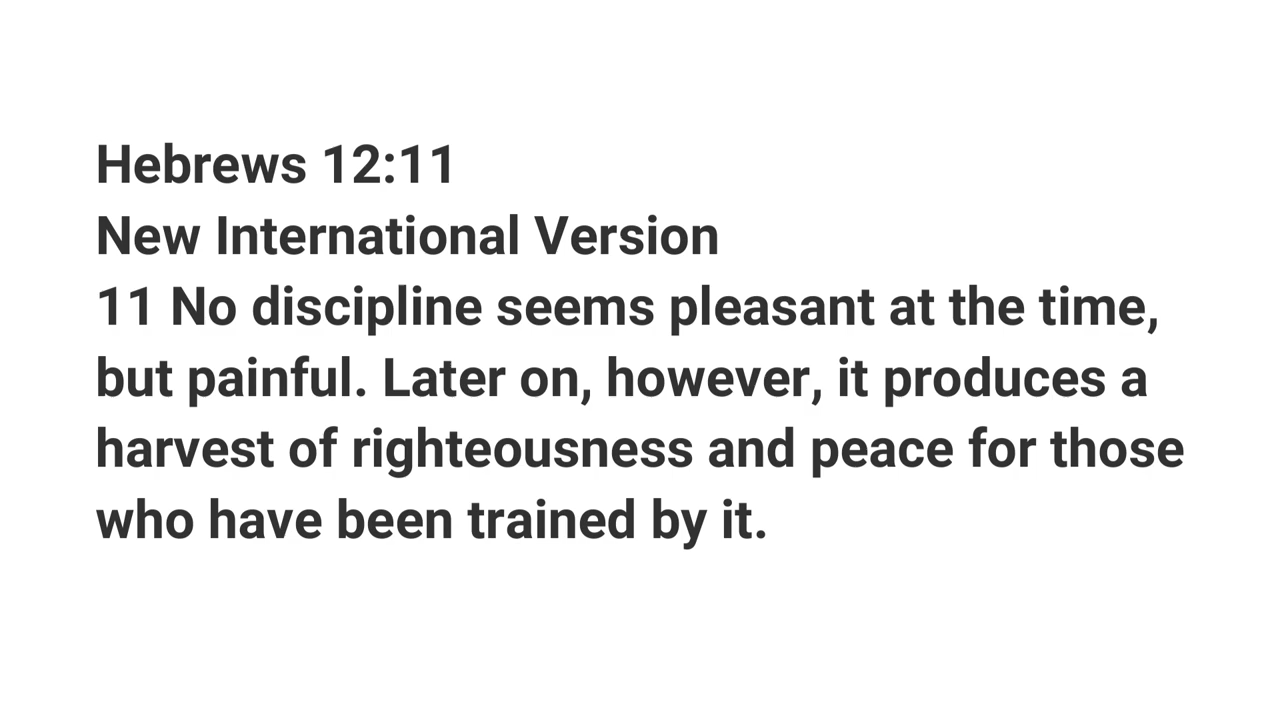 Hebrews 12:11
New International Version
11 No discipline seems pleasant at the time,
but painful. Later on, however, it produces a
harvest of righteousness and peace for those
who have been trained by it.